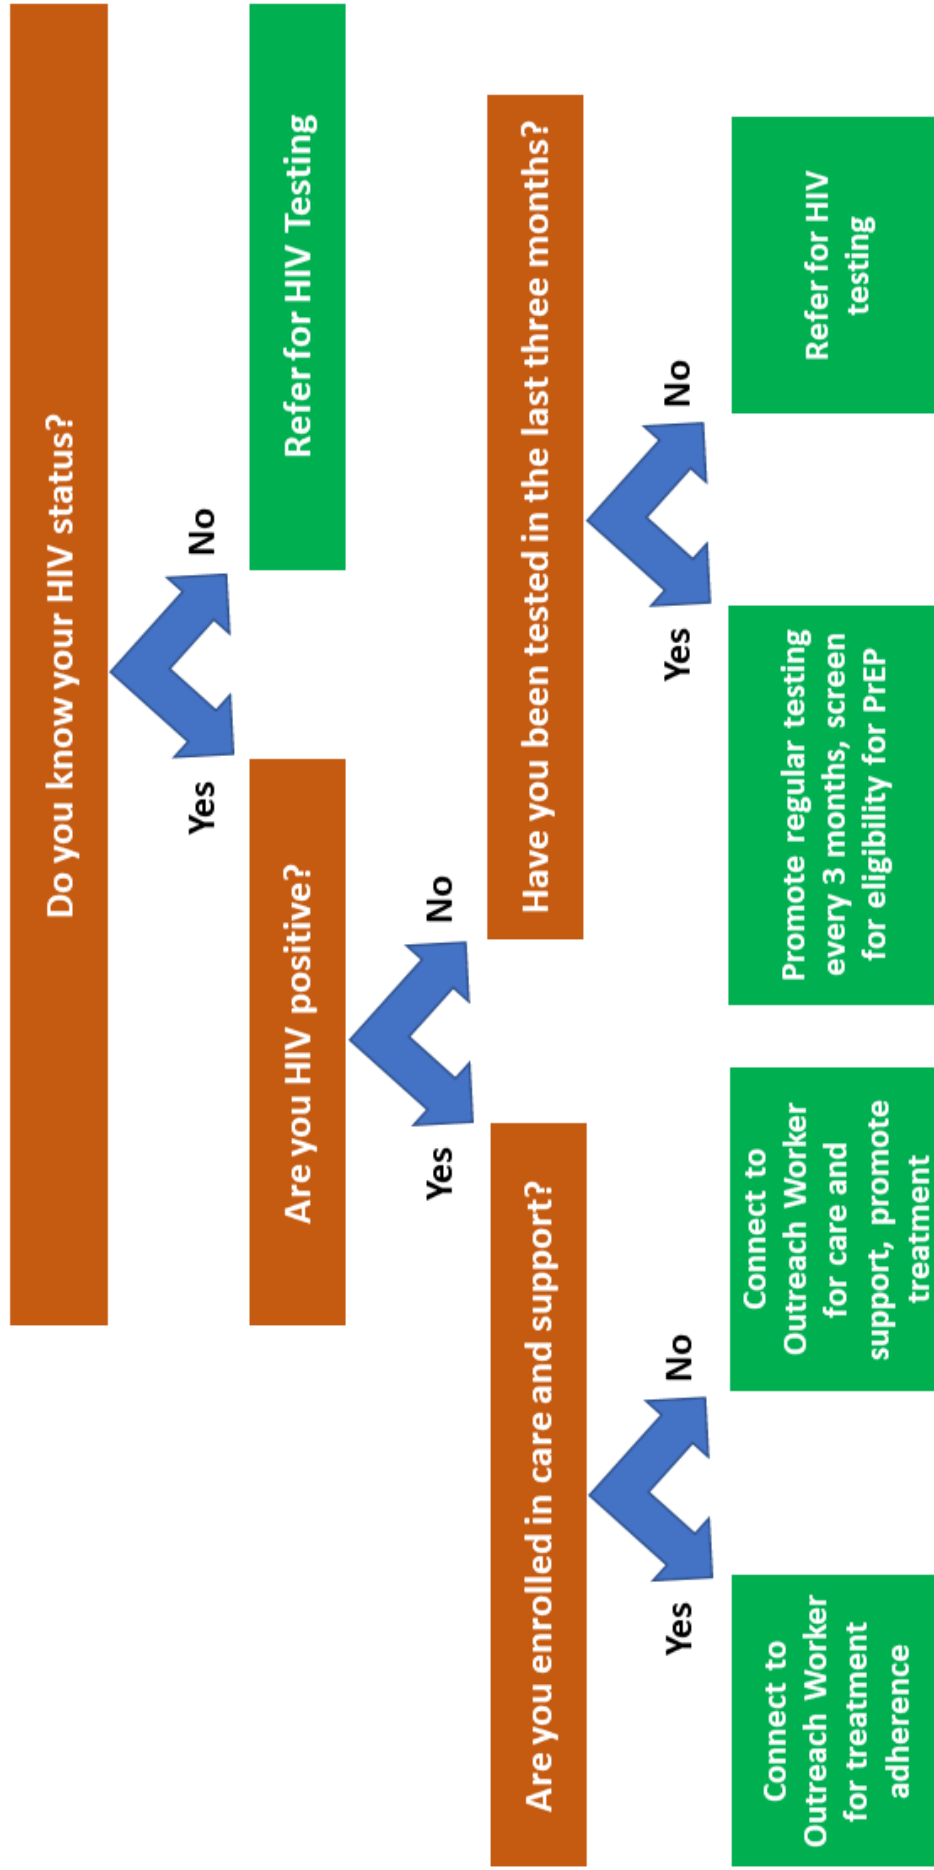 Do you know your HIV status?
Yes
No
Are you HIV positive?
Refer for HIV Testing
Yes
No
Are you enrolled in care and support?
Have you been tested in the last three months?
Yes
No
Yes
No
Connect to
Outreach Worker
for treatment
adherence
Connect to
Outreach Worker
for care and
support, promote
treatment
Promote regular testing
every 3 months, screen
for eligibility for PrEP
Refer for HIV
testing